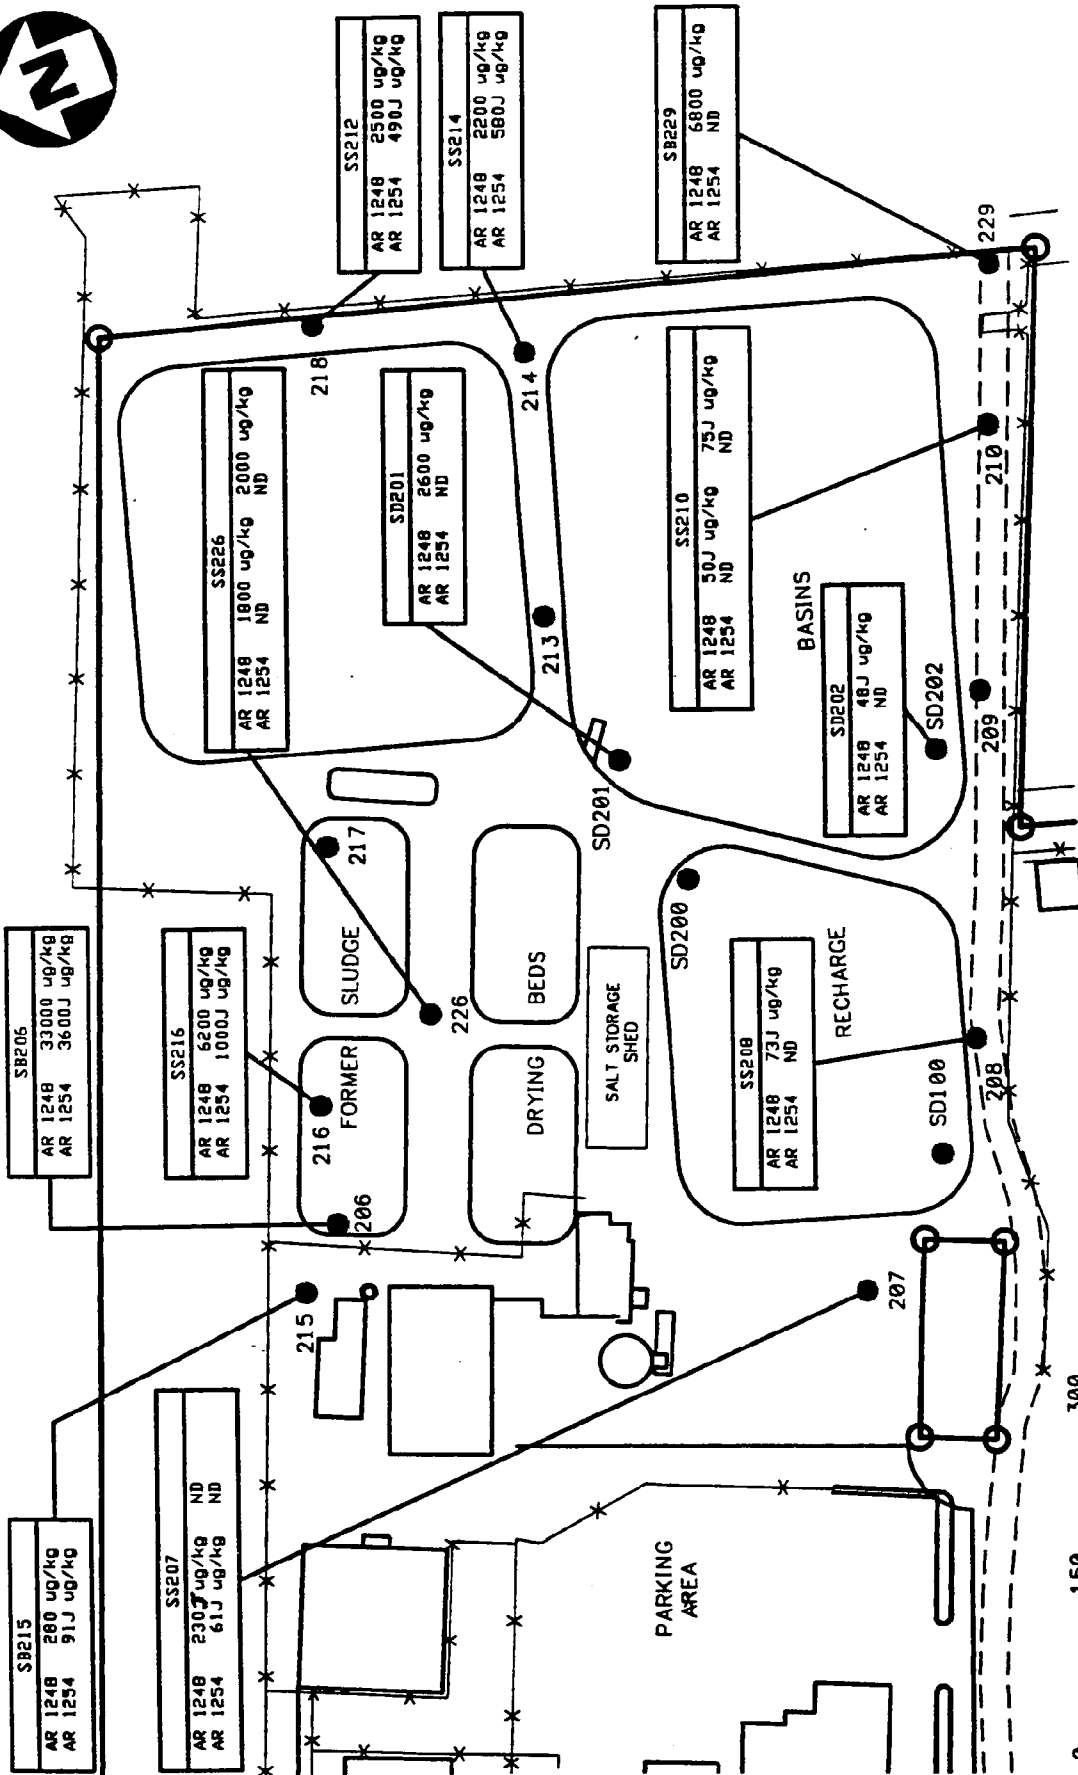 N
SS212
AR 1248 2500 ug/kg
AR 1254 490J ug/kg
SS214
AR 1248 2200 ug/kg
AR 1254 580J ug/kg
SB229
AR 1248 6800 ug/kg
AR 1254 ND
SS226
AR 1248 1800 ug/kg 2000 ug/kg
AR 1254 ND ND
SD201
AR 1248 2600 ug/kg
AR 1254 ND
SS210
AR 1248 50J ug/kg 75J ug/kg
AR 1254 ND ND
SD202
AR 1248 48J ug/kg
AR 1254 ND
SB206
AR 1248 33000 ug/kg
AR 1254 3600J ug/kg
SS216
AR 1248 6200 ug/kg
AR 1254 1000J ug/kg
SS208
AR 1248 73J ug/kg
AR 1254 ND
SB215
AR 1248 280 ug/kg
AR 1254 91J ug/kg
SS207
AR 1248 230J ug/kg ND
AR 1254 61J ug/kg ND
218
214
229
210
213
209
SD202
SD201
217
226
SD200
216
206
208
SD100
215
207
FORMER SLUDGE
DRYING BEDS
SALT STORAGE
SHED
RECHARGE BASINS
PARKING
AREA
150
300